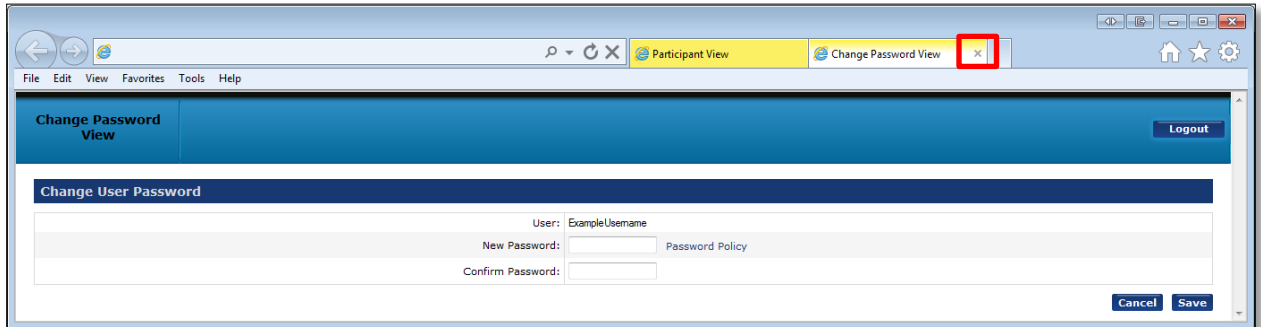 Participant View
Change Password View
File Edit View Favorites Tools Help
Change Password
View
Logout
Change User Password
User: ExampleUsername
New Password: Password Policy
Confirm Password:
Cancel Save